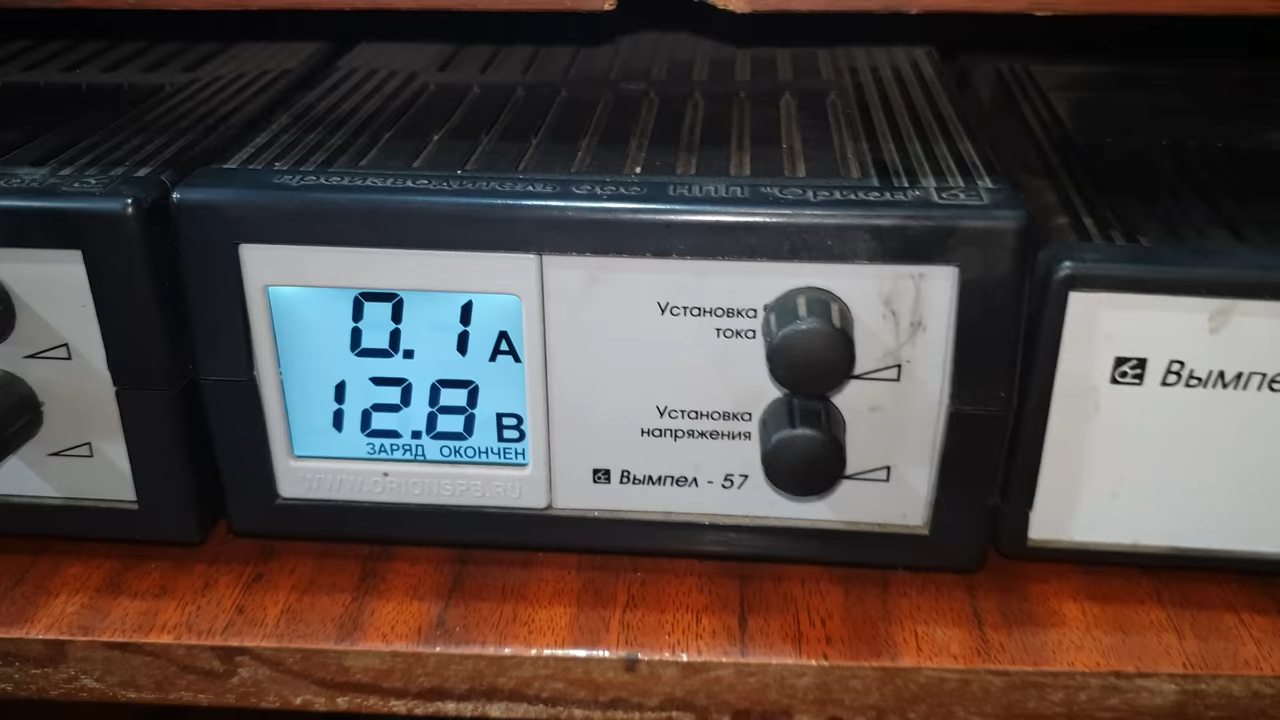 производитель ооо НПП "Орион"
0.1 А
12.8 В
ЗАРЯД ОКОНЧЕН
WWW.ORIONSPB.RU
Установка
тока
Установка
напряжения
Вымпел - 57